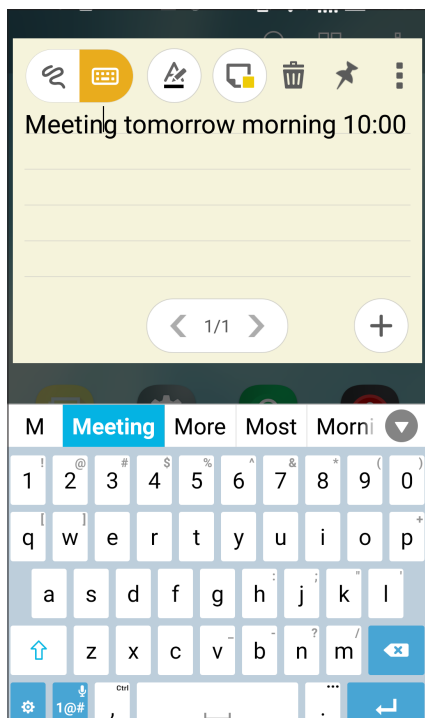 Meeting tomorrow morning 10:00
1/1
M Meeting More Most Morni
! @ # $ % ^ & * ( )
1 2 3 4 5 6 7 8 9 0
[ ] +
q w e r t y u i o p
: ; " '
a s d f g h j k l
_ - ? /
z x c v b n m
Ctrl ...
1@# , .